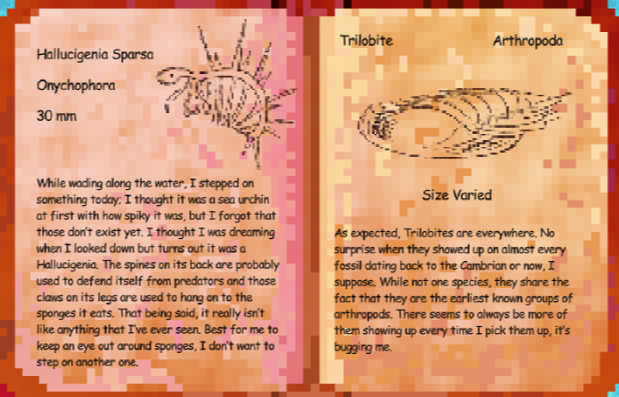 Hallucigenia Sparsa
Onychophora
30 mm
While wading along the water, I stepped on
something today; I thought it was a sea urchin
at first with how spiky it was, but I forgot that
those don't exist yet. I thought I was dreaming
when I looked down but turns out it was a
Hallucigenia. The spines on its back are probably
used to defend itself from predators and those
claws on its legs are used to hang on to the
sponges it eats. That being said, it really isn't
like anything that I've ever seen. Best for me to
keep an eye out around sponges, I don't want to
step on another one.
Trilobite Arthropoda
Size Varied
As expected, Trilobites are everywhere. No
surprise when they showed up on almost every
fossil dating back to the Cambrian or now, I
suppose. While not one species, they share the
fact that they are the earliest known groups of
arthropods. There seems to always be more of
them showing up every time I pick them up, it's
bugging me.